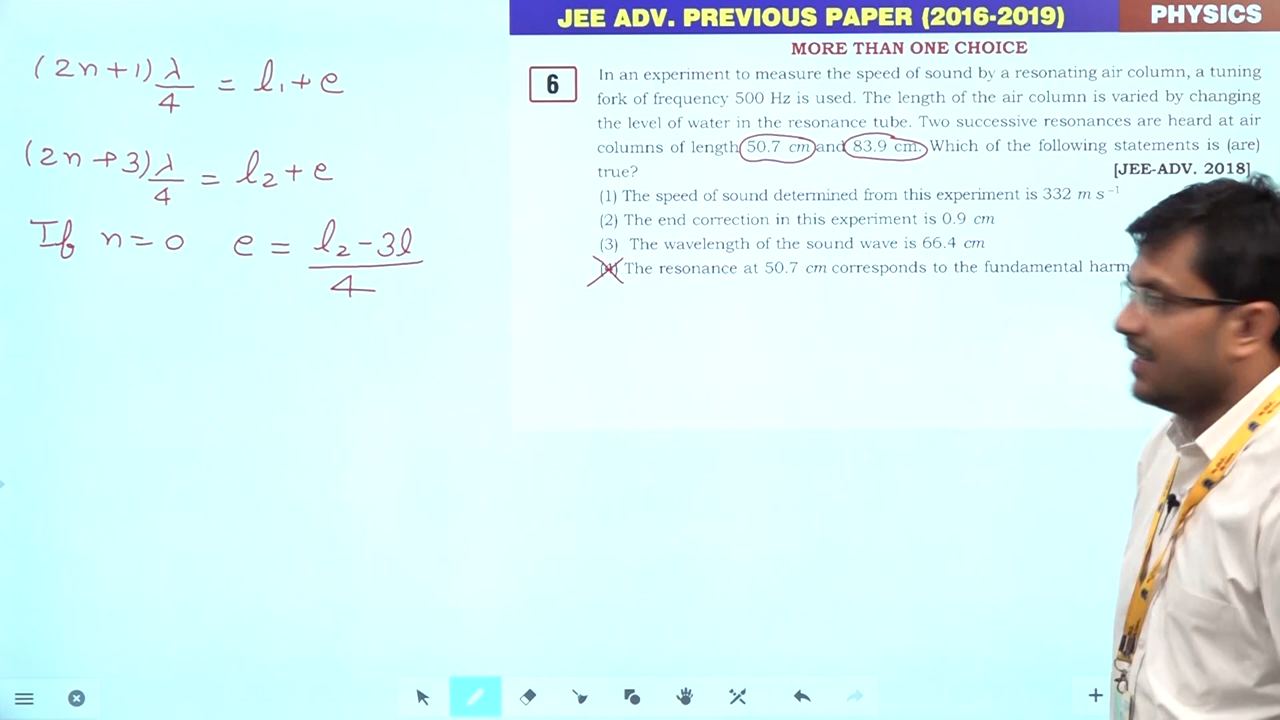 JEE ADV. PREVIOUS PAPER (2016-2019) PHYSICS
MORE THAN ONE CHOICE
6
In an experiment to measure the speed of sound by a resonating air column, a tuning
fork of frequency 500 Hz is used. The length of the air column is varied by changing
the level of water in the resonance tube. Two successive resonances are heard at air
columns of length 50.7 cm and 83.9 cm. Which of the following statements is (are)
true? [JEE-ADV. 2018]
(1) The speed of sound determined from this experiment is 332 m s⁻¹
(2) The end correction in this experiment is 0.9 cm
(3) The wavelength of the sound wave is 66.4 cm
(4) The resonance at 50.7 cm corresponds to the fundamental harm
(2n+1) λ/4 = l₁+e
(2n+3) λ/4 = l₂+e
If n=0 e = (l₂-3l)/4